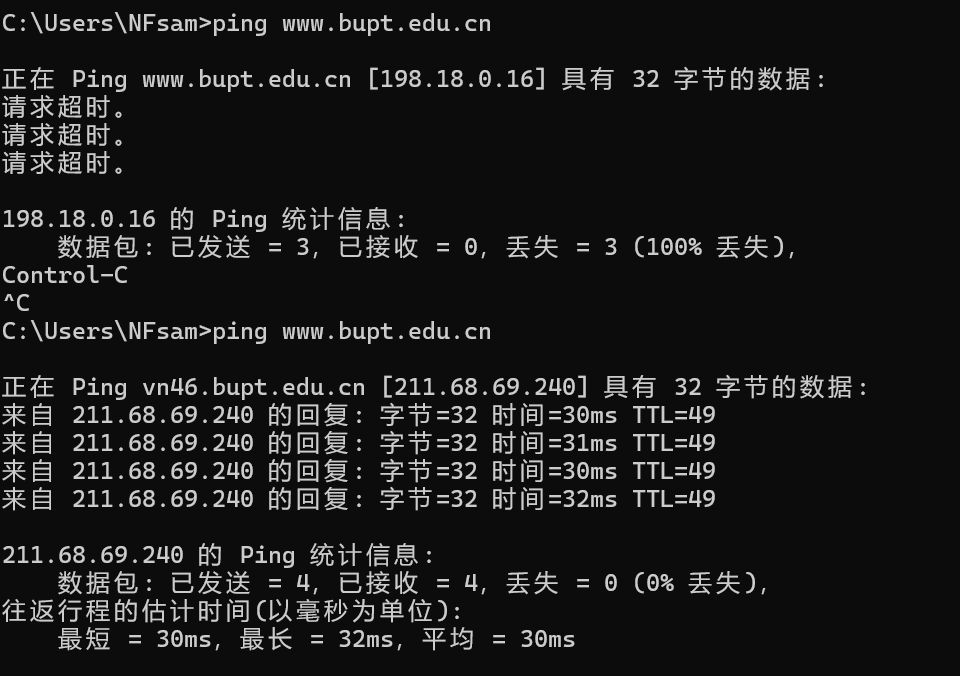 C:\Users\NFsam>ping www.bupt.edu.cn
正在 Ping www.bupt.edu.cn [198.18.0.16] 具有 32 字节的数据:
请求超时。
请求超时。
请求超时。
198.18.0.16 的 Ping 统计信息:
    数据包: 已发送 = 3, 已接收 = 0, 丢失 = 3 (100% 丢失),
Control-C
^C
C:\Users\NFsam>ping www.bupt.edu.cn
正在 Ping vn46.bupt.edu.cn [211.68.69.240] 具有 32 字节的数据:
来自 211.68.69.240 的回复: 字节=32 时间=30ms TTL=49
来自 211.68.69.240 的回复: 字节=32 时间=31ms TTL=49
来自 211.68.69.240 的回复: 字节=32 时间=30ms TTL=49
来自 211.68.69.240 的回复: 字节=32 时间=32ms TTL=49
211.68.69.240 的 Ping 统计信息:
    数据包: 已发送 = 4, 已接收 = 4, 丢失 = 0 (0% 丢失),
往返行程的估计时间(以毫秒为单位):
    最短 = 30ms, 最长 = 32ms, 平均 = 30ms